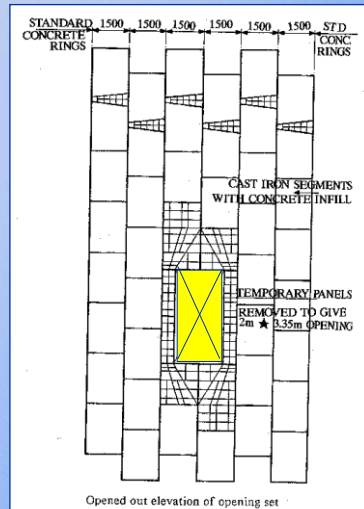 STANDARD CONCRETE RINGS
1500 1500 1500 1500 1500 1500
STD CONC. RINGS
CAST IRON SEGMENTS
WITH CONCRETE INFILL
TEMPORARY PANELS
REMOVED TO GIVE
2m ★ 3.35m OPENING
Opened out elevation of opening set